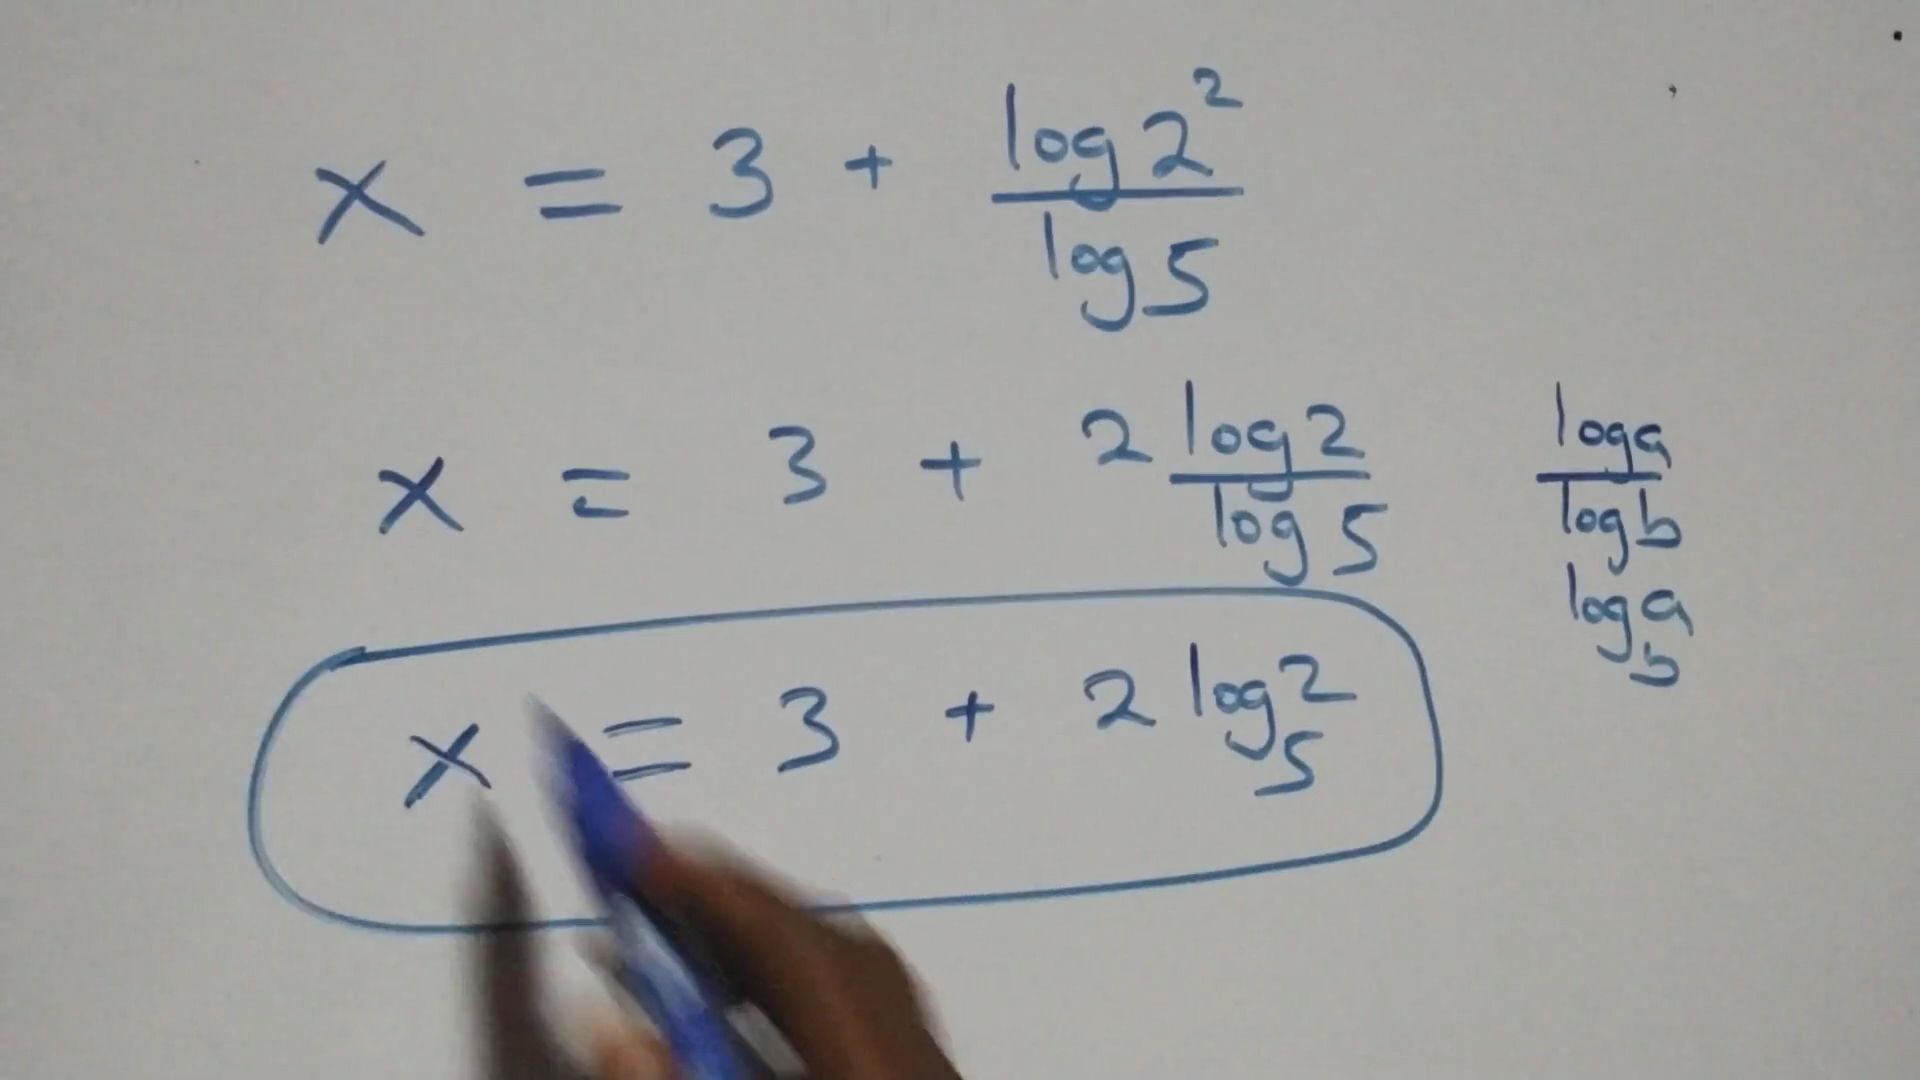 x = 3 + log 2² / log 5
x = 3 + 2 log 2 / log 5
log a / log b
log_b a
x = 3 + 2 log₅ 2